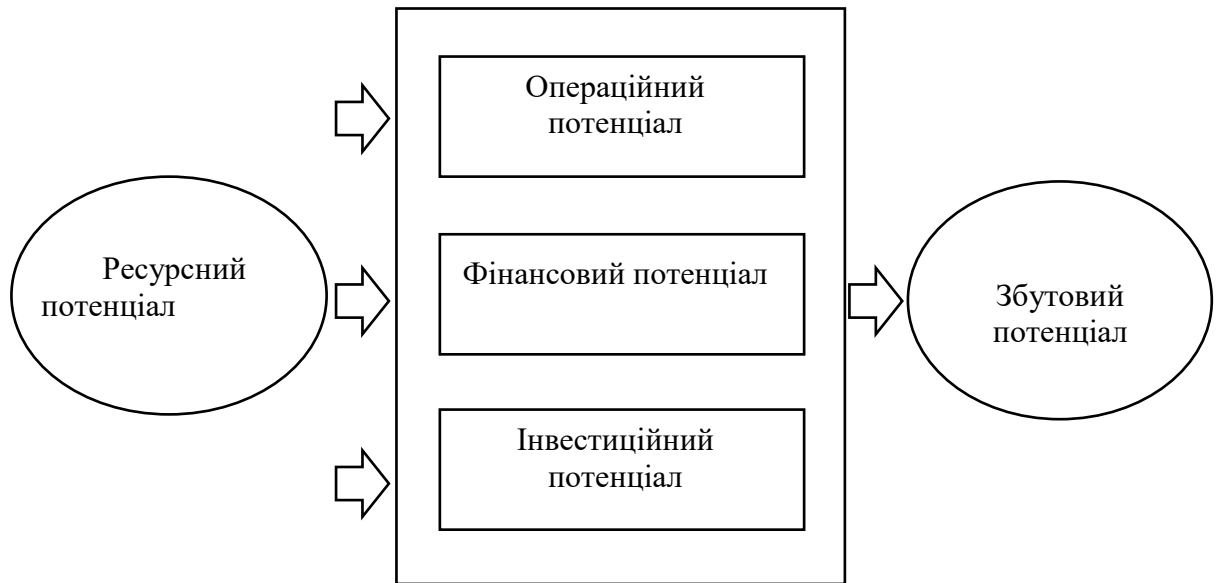 Операційний
потенціал
Ресурсний
потенціал
Фінансовий потенціал
Збутовий
потенціал
Інвестиційний
потенціал